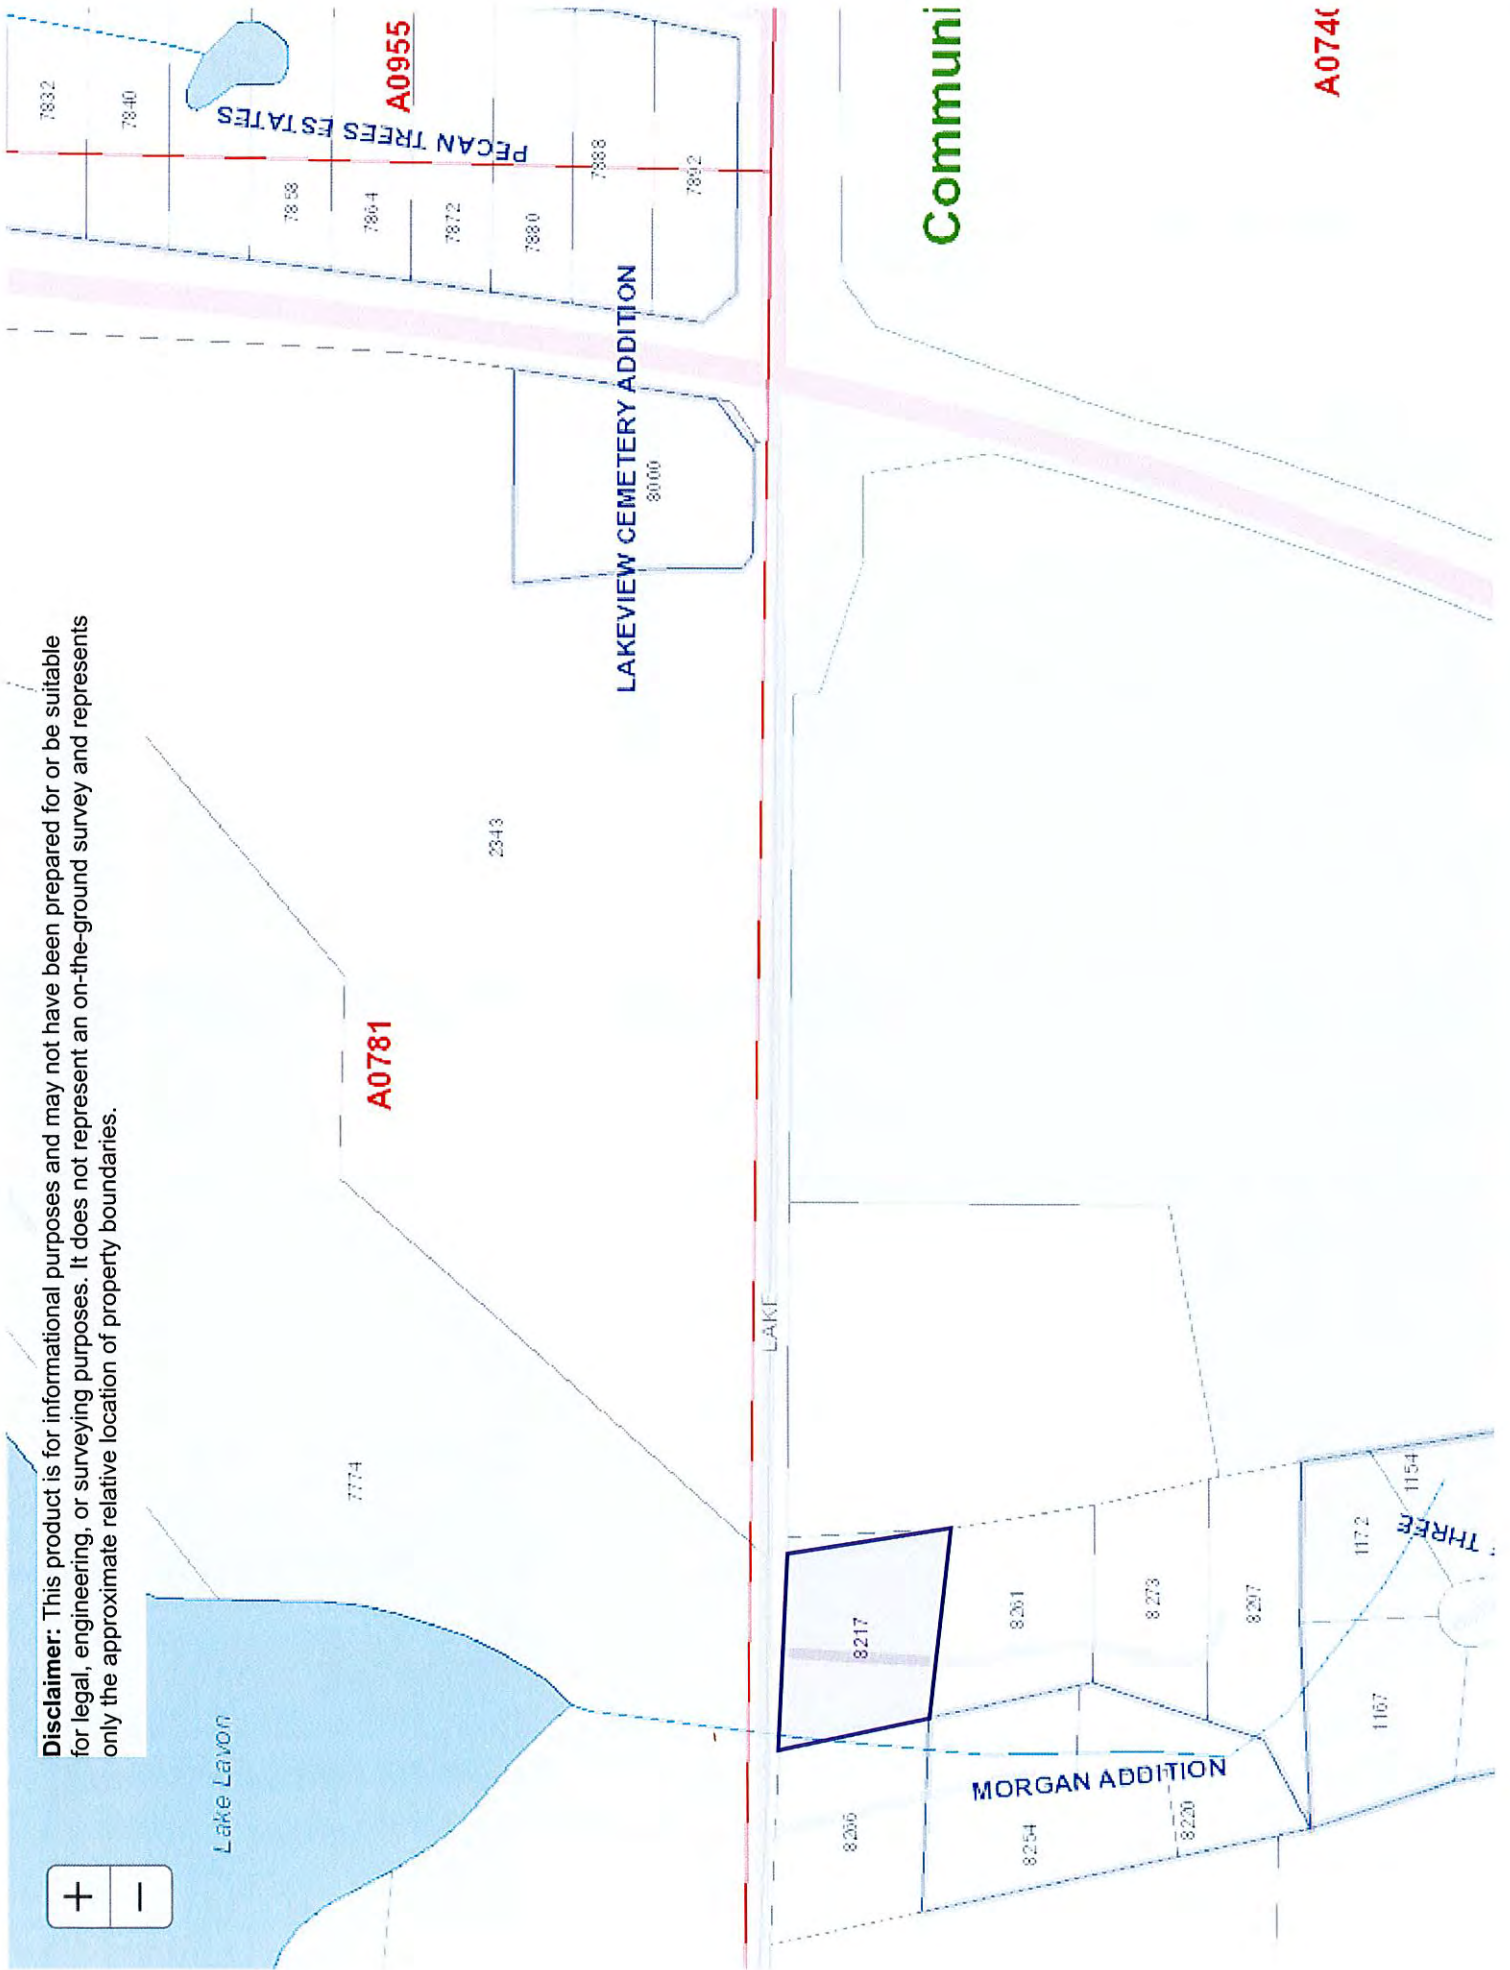 Disclaimer: This product is for informational purposes and may not have been prepared for or be suitable
for legal, engineering, or surveying purposes. It does not represent an on-the-ground survey and represents
only the approximate relative location of property boundaries.
+
−
Lake Lavon
7774
A0781
2343
7832
7840
A0955
PECAN TREES ESTATES
7858
7864
7872
7880
7888
7892
LAKEVIEW CEMETERY ADDITION
8000
LAKE
Communi
A074(
8217
8266
8261
8273
8297
8254
8220
MORGAN ADDITION
1172
1154
THREE
1167